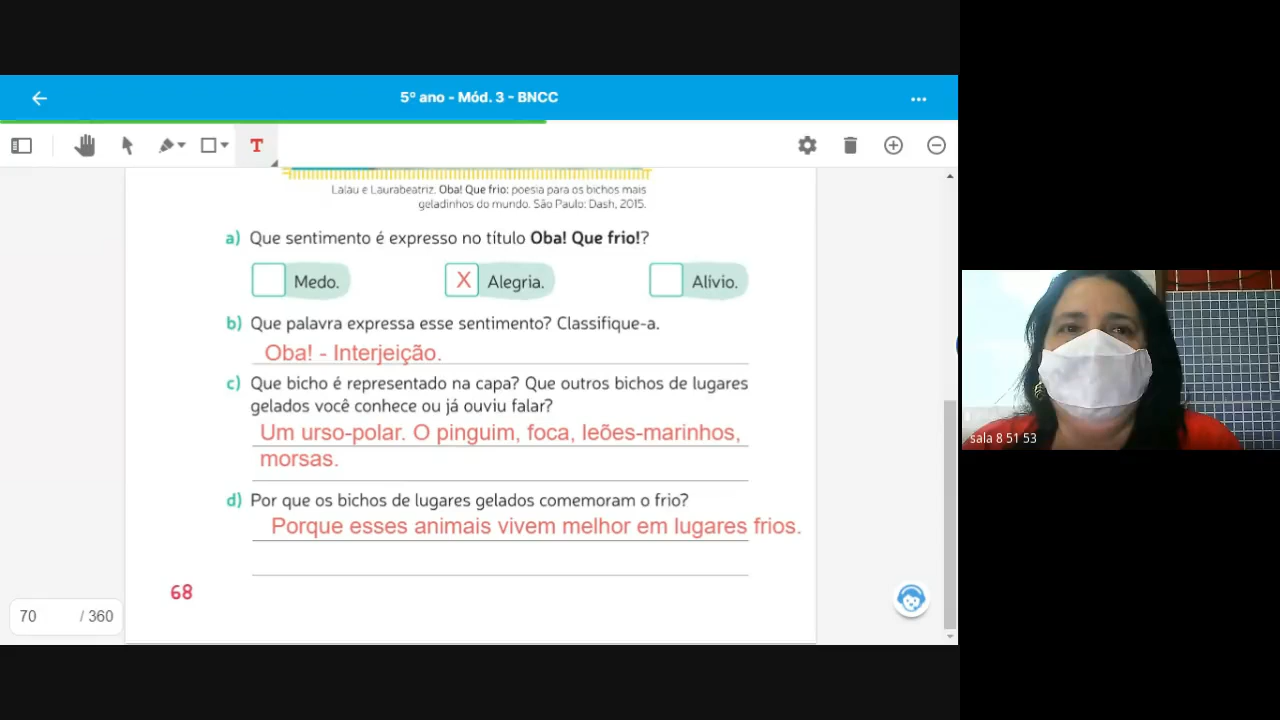 5º ano - Mód. 3 - BNCC
T
Lalau e Laurabeatriz. Oba! Que frio: poesia para os bichos mais
geladinhos do mundo. São Paulo: Dash, 2015.
a) Que sentimento é expresso no título Oba! Que frio!?
Medo. X Alegria. Alívio.
b) Que palavra expressa esse sentimento? Classifique-a.
Oba! - Interjeição.
c) Que bicho é representado na capa? Que outros bichos de lugares
gelados você conhece ou já ouviu falar?
Um urso-polar. O pinguim, foca, leões-marinhos,
morsas.
d) Por que os bichos de lugares gelados comemoram o frio?
Porque esses animais vivem melhor em lugares frios.
68
70 / 360
sala 8 51 53